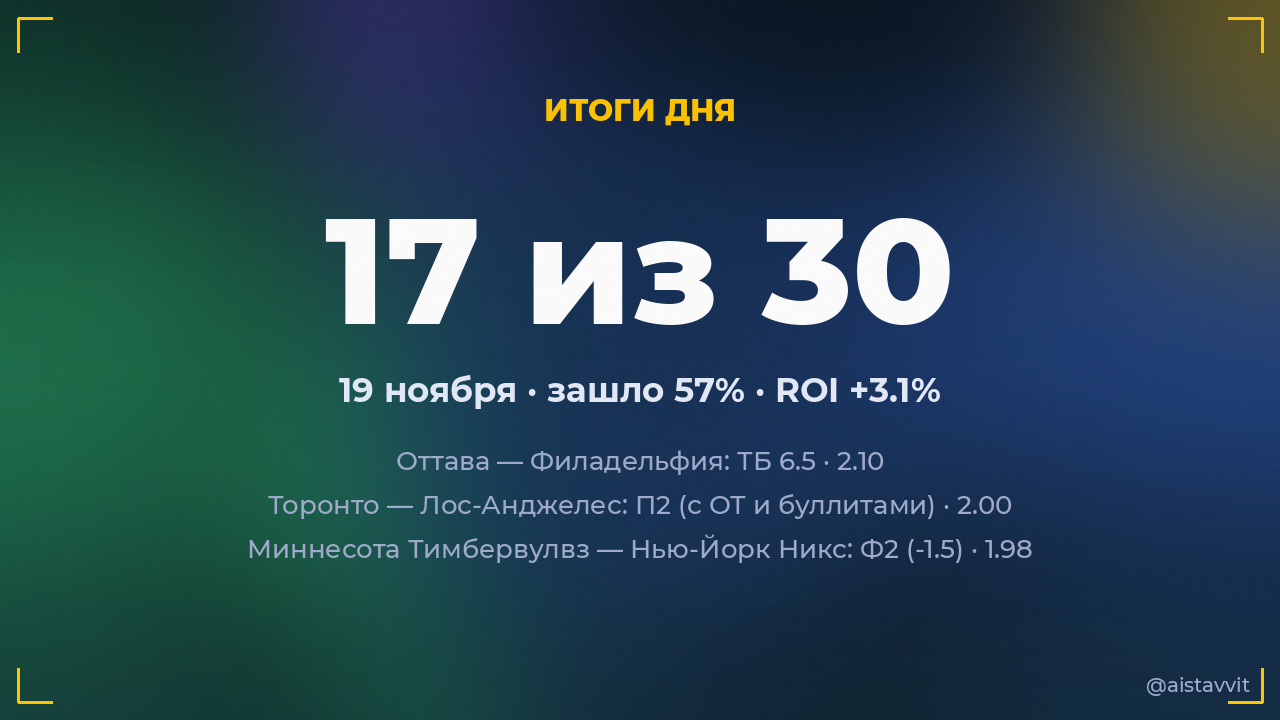 ИТОГИ ДНЯ
17 из 30
19 ноября · зашло 57% · ROI +3.1%
Оттава — Филадельфия: ТБ 6.5 · 2.10
Торонто — Лос-Анджелес: П2 (с ОТ и буллитами) · 2.00
Миннесота Тимбервулвз — Нью-Йорк Никс: Ф2 (-1.5) · 1.98
@aistavvit